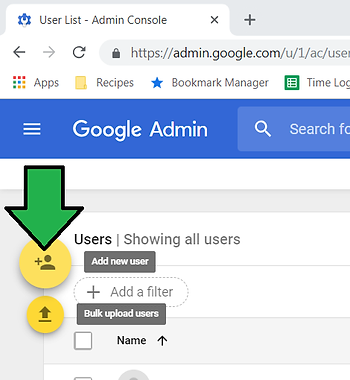 User List - Admin Console
https://admin.google.com/u/1/ac/user
Apps Recipes Bookmark Manager Time Log
Google Admin Search fo
Users | Showing all users
Add new user
Add a filter
Bulk upload users
Name